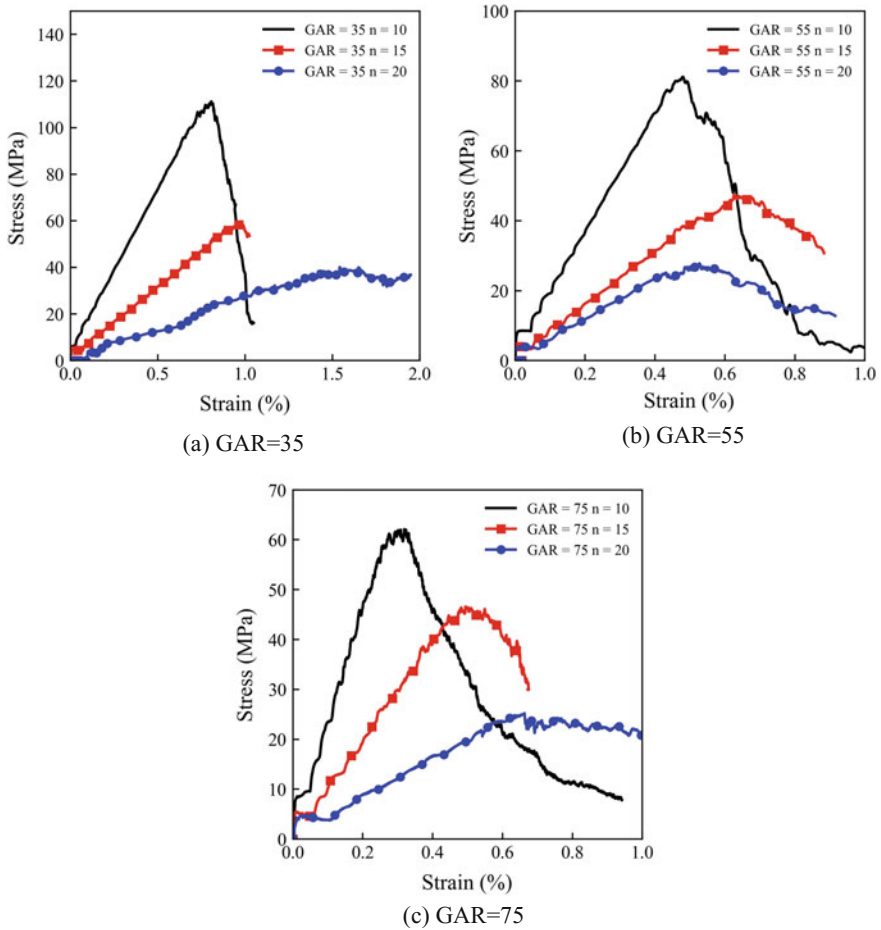 140
120
100
80
60
40
20
0
0.0 0.5 1.0 1.5 2.0
Stress (MPa)
Strain (%)
GAR = 35 n = 10
GAR = 35 n = 15
GAR = 35 n = 20
(a) GAR=35
100
80
60
40
20
0
0.0 0.2 0.4 0.6 0.8 1.0
Stress (MPa)
Strain (%)
GAR = 55 n = 10
GAR = 55 n = 15
GAR = 55 n = 20
(b) GAR=55
70
60
50
40
30
20
10
0
0.0 0.2 0.4 0.6 0.8 1.0
Stress (MPa)
Strain (%)
GAR = 75 n = 10
GAR = 75 n = 15
GAR = 75 n = 20
(c) GAR=75